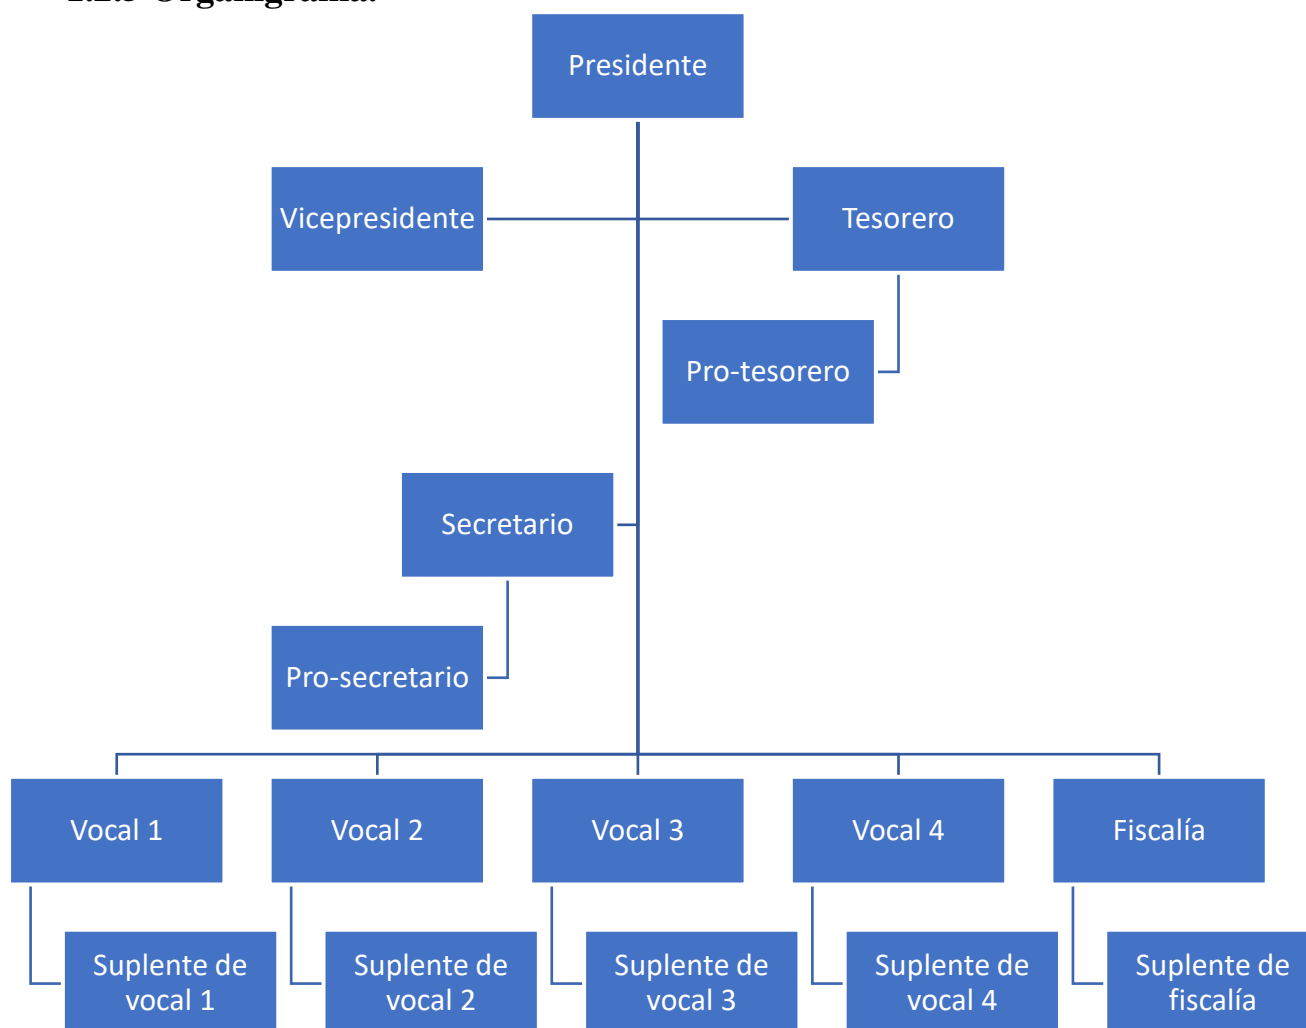 Organigrama.
Presidente
Vicepresidente
Tesorero
Pro-tesorero
Secretario
Pro-secretario
Vocal 1
Vocal 2
Vocal 3
Vocal 4
Fiscalía
Suplente de
vocal 1
Suplente de
vocal 2
Suplente de
vocal 3
Suplente de
vocal 4
Suplente de
fiscalía